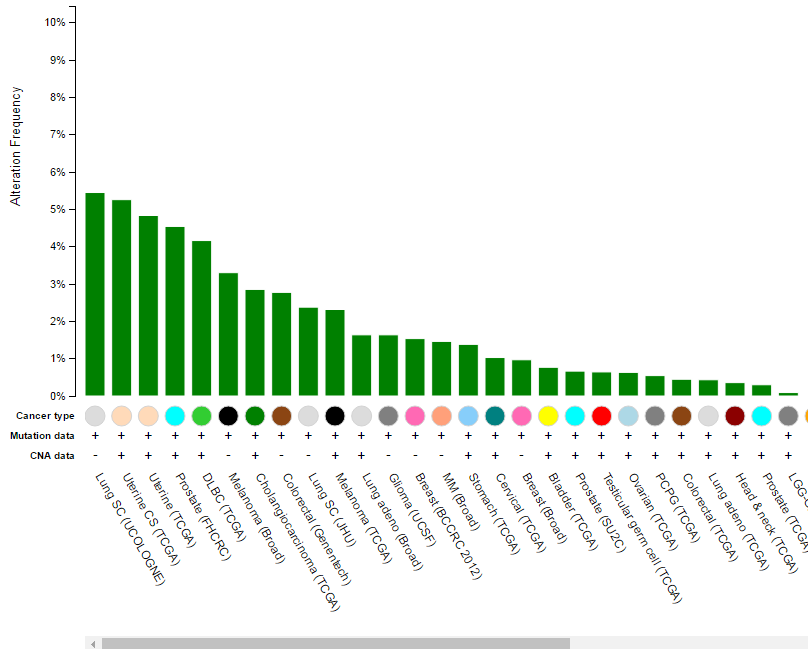 10%
9%
8%
7%
6%
5%
4%
3%
2%
1%
0%
Alteration Frequency
Cancer type
Mutation data + + + + + + + + + + + + + + + + + + + + + + + + + + +
CNA data - + + + + - + - - + + - - - + + - + + + + + + + + + +
Lung SC (UCOLOGNE)
Uterine CS (TCGA)
Uterine (TCGA)
Prostate (FHCRC)
DLBC (TCGA)
Melanoma (Broad)
Cholangiocarcinoma (TCGA)
Colorectal (Genentech)
Lung SC (JHU)
Melanoma (TCGA)
Lung adeno (Broad)
Glioma (UCSF)
Breast (BCCRC 2012)
MM (Broad)
Stomach (TCGA)
Cervical (TCGA)
Breast (Broad)
Bladder (TCGA)
Prostate (SU2C)
Testicular germ cell (TCGA)
Ovarian (TCGA)
PCPG (TCGA)
Colorectal (TCGA)
Lung adeno (TCGA)
Head & neck (TCGA)
Prostate (TCGA)